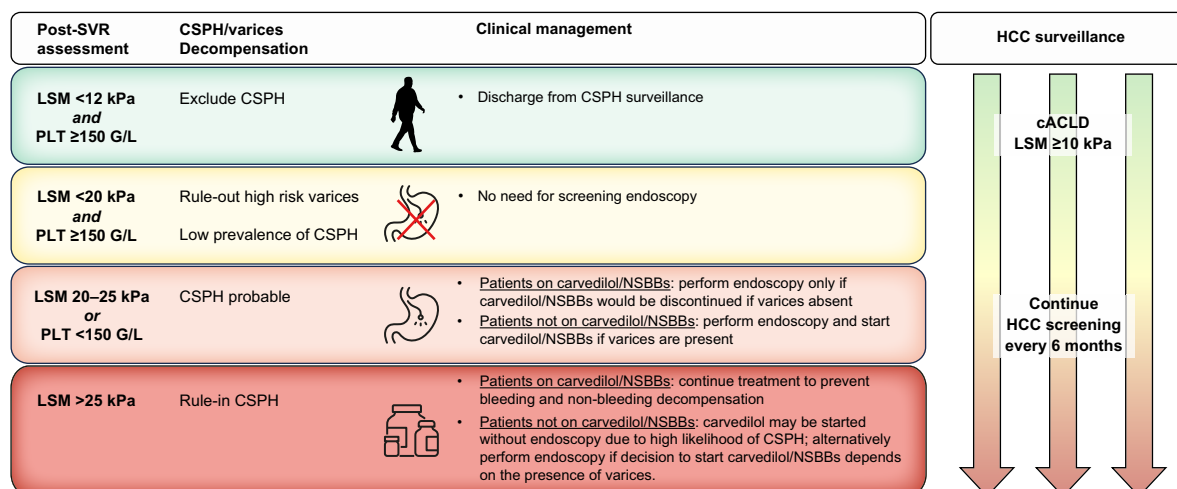 Post-SVR
assessment
CSPH/varices
Decompensation
Clinical management
HCC surveillance
LSM <12 kPa
and
PLT ≥150 G/L
Exclude CSPH
• Discharge from CSPH surveillance
LSM <20 kPa
and
PLT ≥150 G/L
Rule-out high risk varices
Low prevalence of CSPH
• No need for screening endoscopy
LSM 20–25 kPa
or
PLT <150 G/L
CSPH probable
• Patients on carvedilol/NSBBs: perform endoscopy only if
carvedilol/NSBBs would be discontinued if varices absent
• Patients not on carvedilol/NSBBs: perform endoscopy and start
carvedilol/NSBBs if varices are present
LSM >25 kPa
Rule-in CSPH
• Patients on carvedilol/NSBBs: continue treatment to prevent
bleeding and non-bleeding decompensation
• Patients not on carvedilol/NSBBs: carvedilol may be started
without endoscopy due to high likelihood of CSPH; alternatively
perform endoscopy if decision to start carvedilol/NSBBs depends
on the presence of varices.
cACLD
LSM ≥10 kPa
Continue
HCC screening
every 6 months